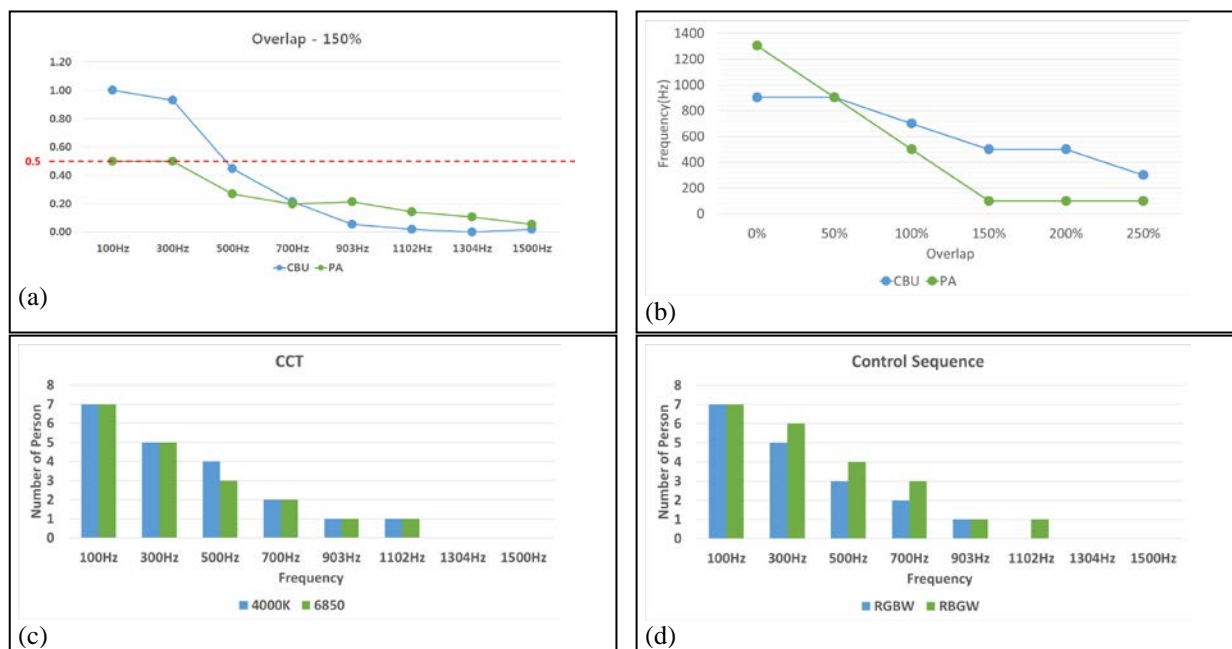 Overlap - 150%
1.20
1.00
0.80
0.60
0.5
0.40
0.20
0.00
100Hz 300Hz 500Hz 700Hz 903Hz 1102Hz 1304Hz 1500Hz
CBU PA
(a)
1400
1200
1000
800
600
400
200
0
Frequency(Hz)
0% 50% 100% 150% 200% 250%
Overlap
CBU PA
(b)
CCT
8
7
6
5
4
3
2
1
0
Number of Person
100Hz 300Hz 500Hz 700Hz 903Hz 1102Hz 1304Hz 1500Hz
Frequency
4000K 6850
(c)
Control Sequence
8
7
6
5
4
3
2
1
0
Number of Person
100Hz 300Hz 500Hz 700Hz 903Hz 1102Hz 1304Hz 1500Hz
Frequency
RGBW RBGW
(d)